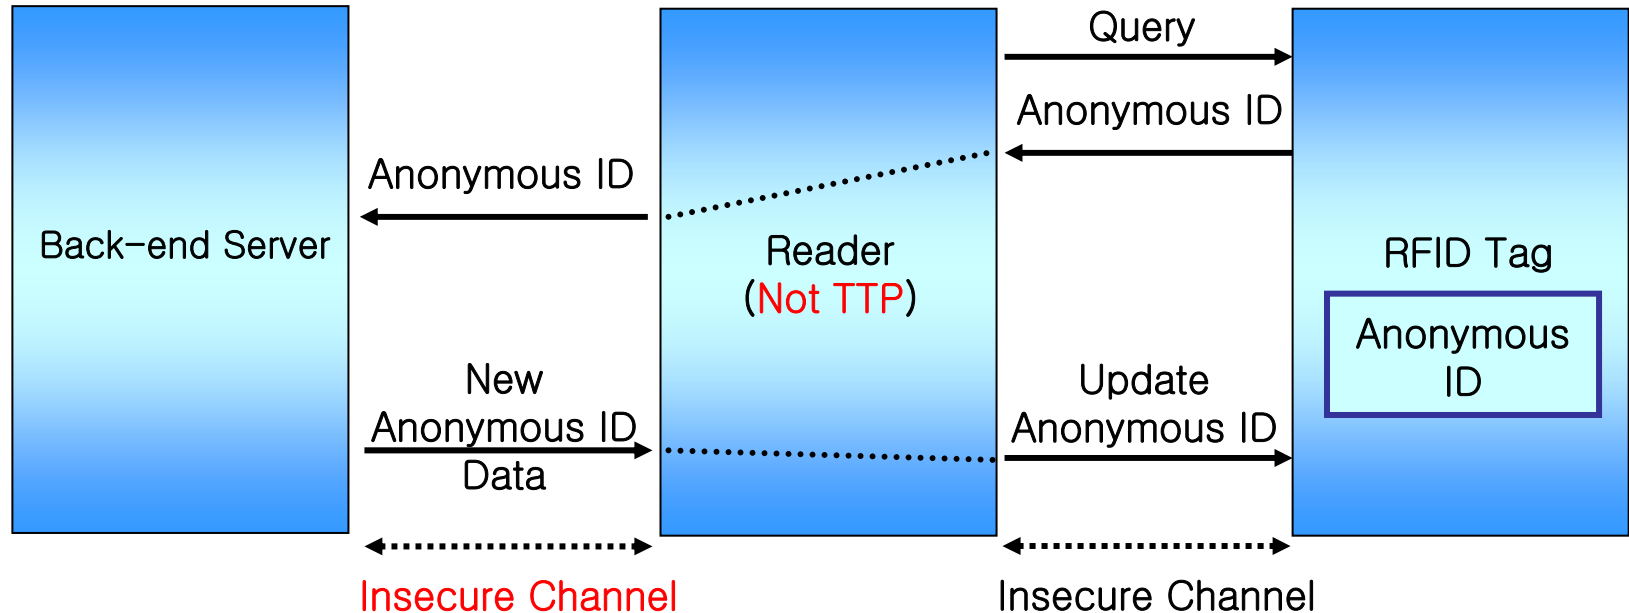 Query
Anonymous ID
Anonymous ID
Back-end Server
Reader
(Not TTP)
RFID Tag
Anonymous
ID
New
Anonymous ID
Data
Update
Anonymous ID
Insecure Channel
Insecure Channel